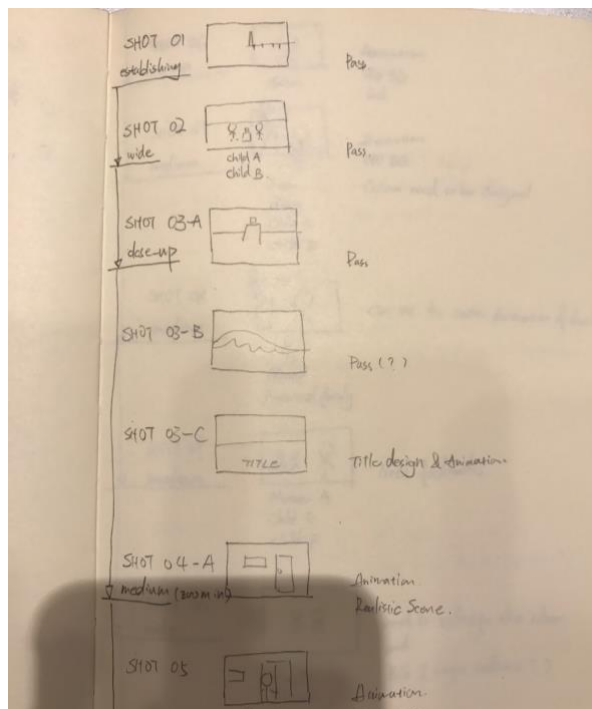 SHOT 01
establishing
Pass
SHOT 02
wide
child A
child B
Pass
SHOT 03-A
close-up
Pass
SHOT 03-B
Pass (?)
SHOT 03-C
TITLE
Title design & Animation
SHOT 04-A
medium (zoom in)
Animation
Realistic Scene.
SHOT 05
Animation.